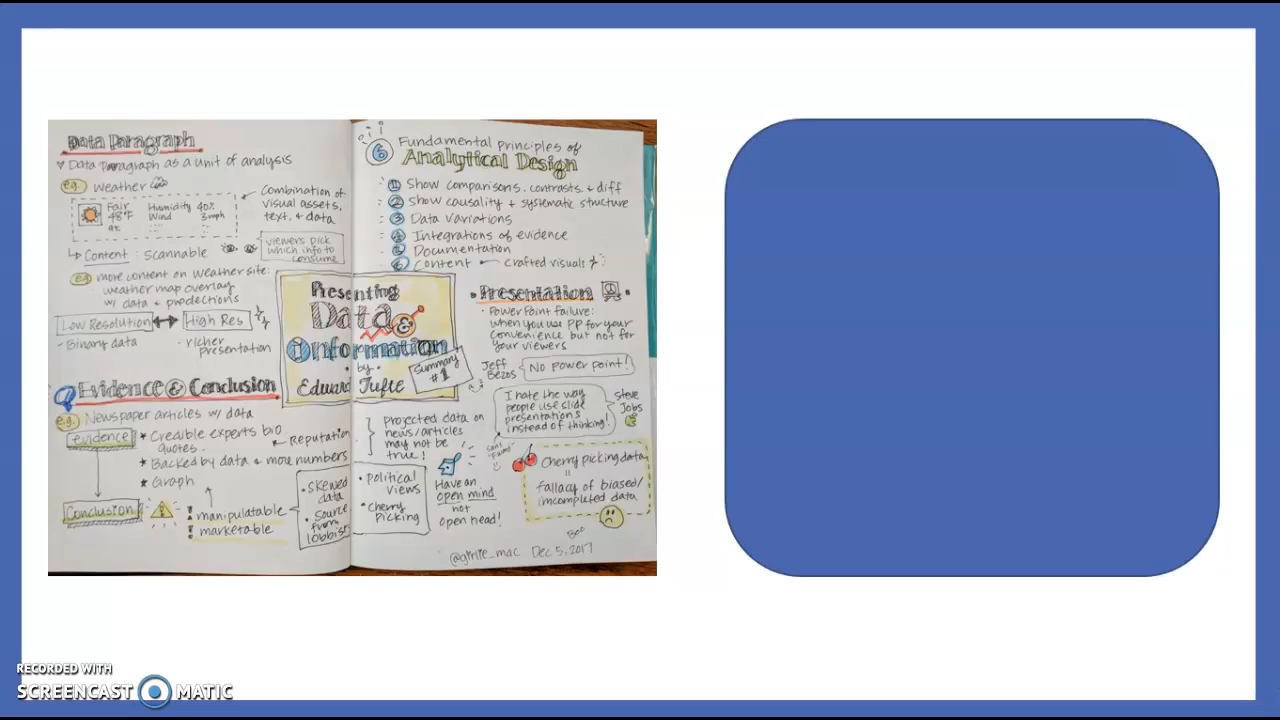 Data Paragraph
Data Paragraph as a unit of analysis
e.g. Weather
Fair Humidity 40%
48°F Wind 3mph
Combination of
visual assets,
text, & data
Content : scannable
viewers pick
which info to
consume
e.g. more content on weather site:
weather map overlay
w/ data + predictions
Low Resolution High Res
- Binary data
- richer
presentation
Evidence & Conclusion
e.g. Newspaper articles w/ data
evidence
* Credible experts bio
quotes.
Reputation
* Backed by data & more numbers
* Graph
Conclusion
manipulatable
marketable
• Skewed
data
• Source
from
lobbists
• Political
views
• Cherry
Picking
Presenting
Data &
Information
by
Edward Tufte
Summary
#1
6 Fundamental principles of
Analytical Design
1 Show comparisons, contrasts & diff
2 Show causality + systematic structure
3 Data variations
4 Integrations of evidence
5 Documentation
6 Content crafted visuals
• Presentation •
• PowerPoint failure:
when you use PP for your
convenience but not for
your viewers
Jeff
Bezos
No power point!
I hate the way
people use slide
presentations
instead of thinking!
Steve
Jobs
Projected data on
news/articles
may not be
true!
Have an
open mind
not
open head!
Cherry picking data
=
fallacy of biased/
incompleted data
Boo
@girlie_mac Dec 5, 2017
RECORDED WITH
SCREENCAST MATIC